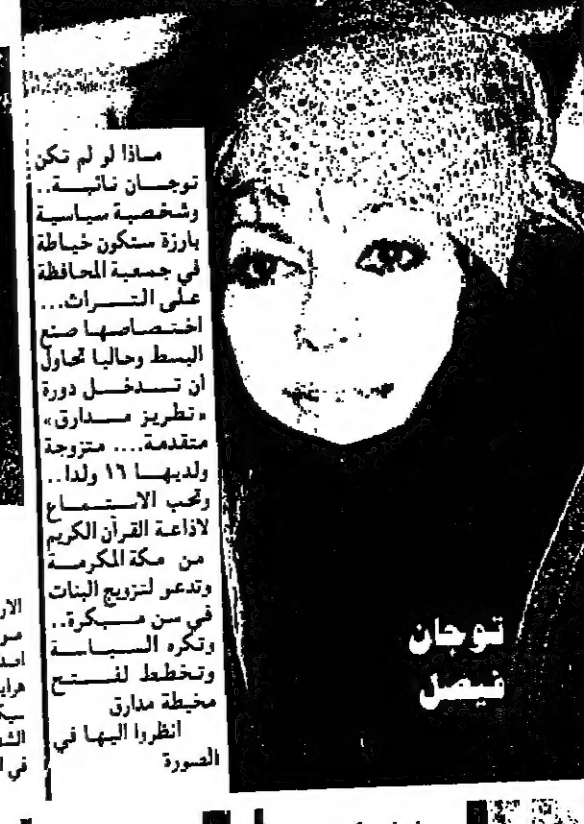 ماذا لو لم تكن
توجان نائبة..
وشخصية سياسية
بارزة ستكون خياطة
في جمعية المحافظة
على التراث...
اختصاصها صنع
البسط وحاليا تحاول
ان تدخل دورة
«تطريز مدارق»
متقدمة.... متزوجة
ولديها ١٦ ولدا..
وتحب الاستماع
لاذاعة القرآن الكريم
من مكة المكرمة
وتدعو لتزويج البنات
في سن مبكرة..
وتكره السياسة
وتخطط لفتح
مخيطة مدارق
انظروا اليها في
الصورة
توجان
فيصل